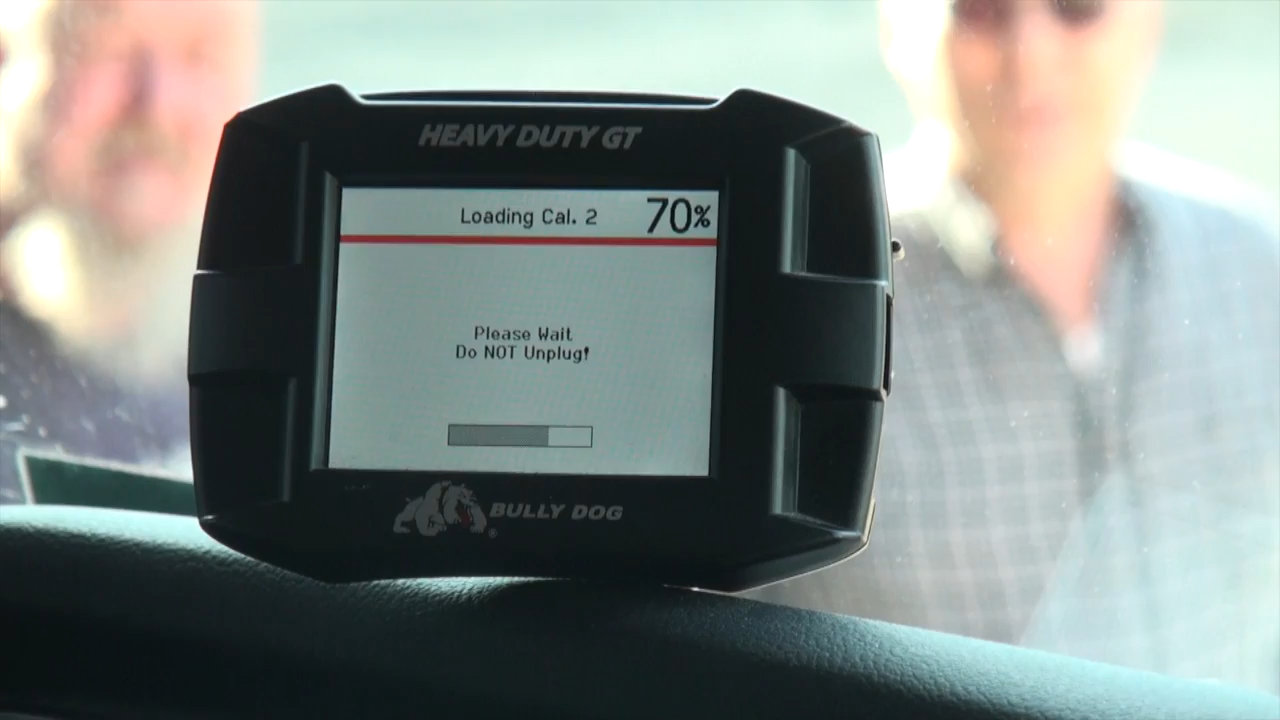 HEAVY DUTY GT
Loading Cal. 2 70%
Please Wait
Do NOT Unplug!
BULLY DOG ®